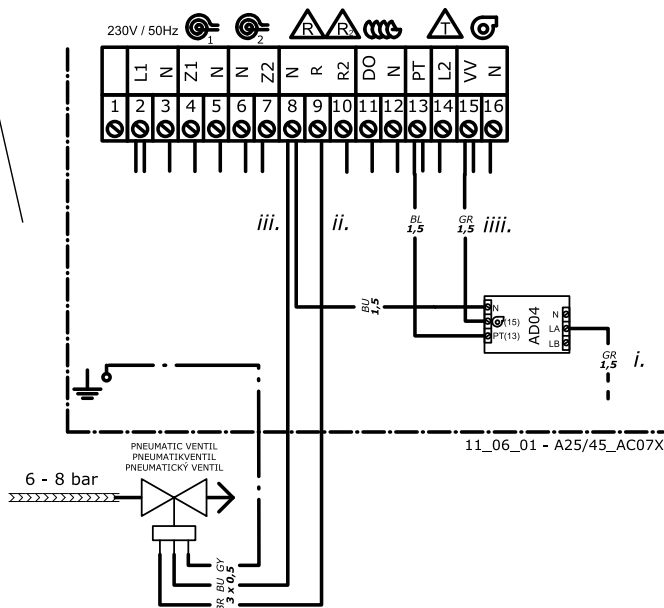 230V / 50Hz 1 2 R R2 T
L1 N Z1 N N Z2 N R R2 DO N PT L2 VV N
1 2 3 4 5 6 7 8 9 10 11 12 13 14 15 16
iii. ii. BL 1,5 GR 1,5 iiii.
BU 1,5
N (15) PT(13) AD04 N LA LB
GR 1,5 i.
11_06_01 - A25/45_AC07X
PNEUMATIC VENTIL
PNEUMATIKVENTIL
PNEUMATICKÝ VENTIL
6 - 8 bar
BR BU GY
3 x 0,5